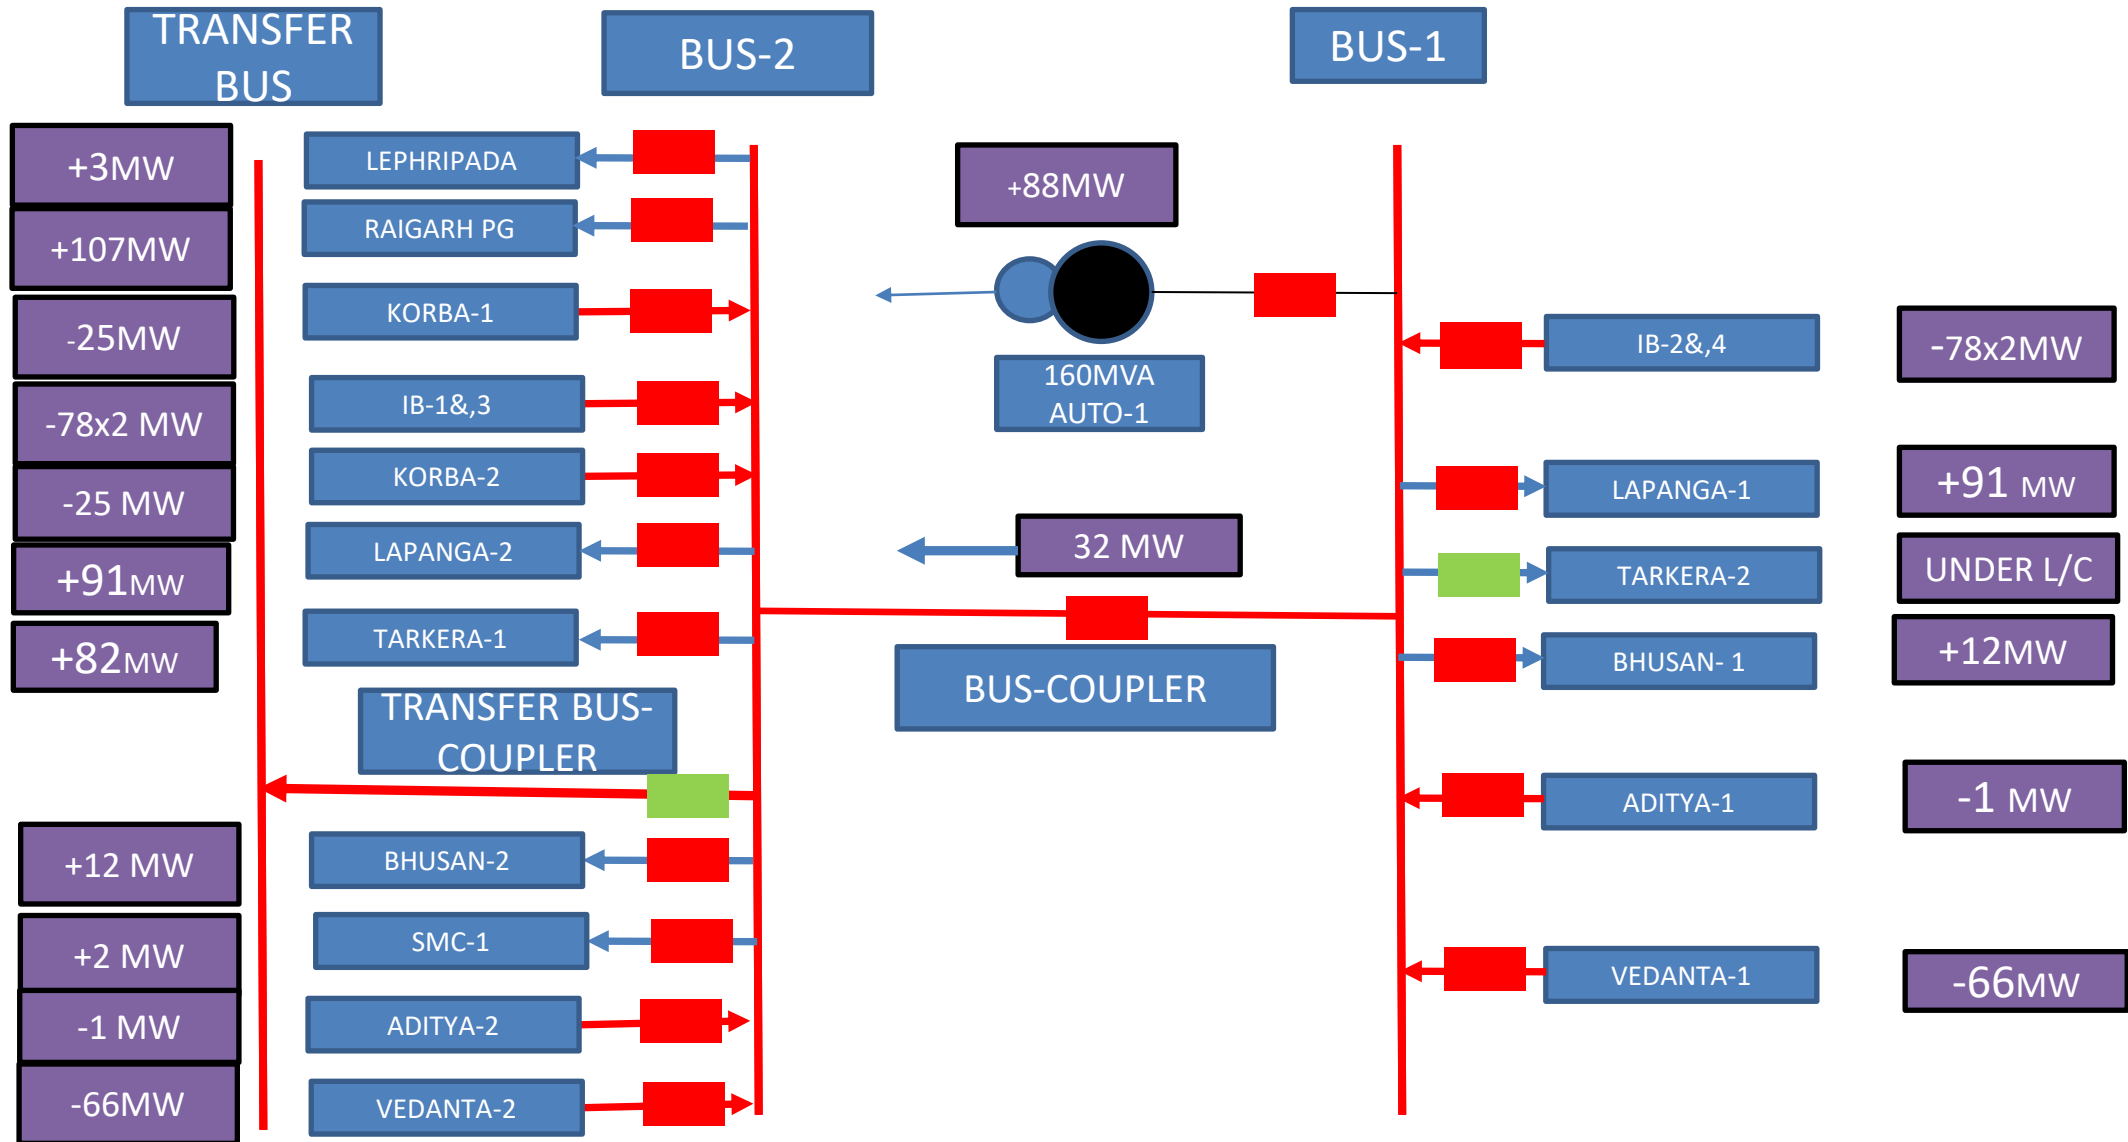 TRANSFER
BUS
BUS-2
BUS-1
+3MW
LEPHRIPADA
+88MW
+107MW
RAIGARH PG
-25MW
KORBA-1
IB-2&,4
-78x2MW
160MVA
AUTO-1
-78x2 MW
IB-1&,3
-25 MW
KORBA-2
LAPANGA-1
+91 MW
+91MW
LAPANGA-2
32 MW
TARKERA-2
UNDER L/C
+82MW
TARKERA-1
BUS-COUPLER
BHUSAN- 1
+12MW
TRANSFER BUS-
COUPLER
ADITYA-1
-1 MW
+12 MW
BHUSAN-2
+2 MW
SMC-1
VEDANTA-1
-66MW
-1 MW
ADITYA-2
-66MW
VEDANTA-2